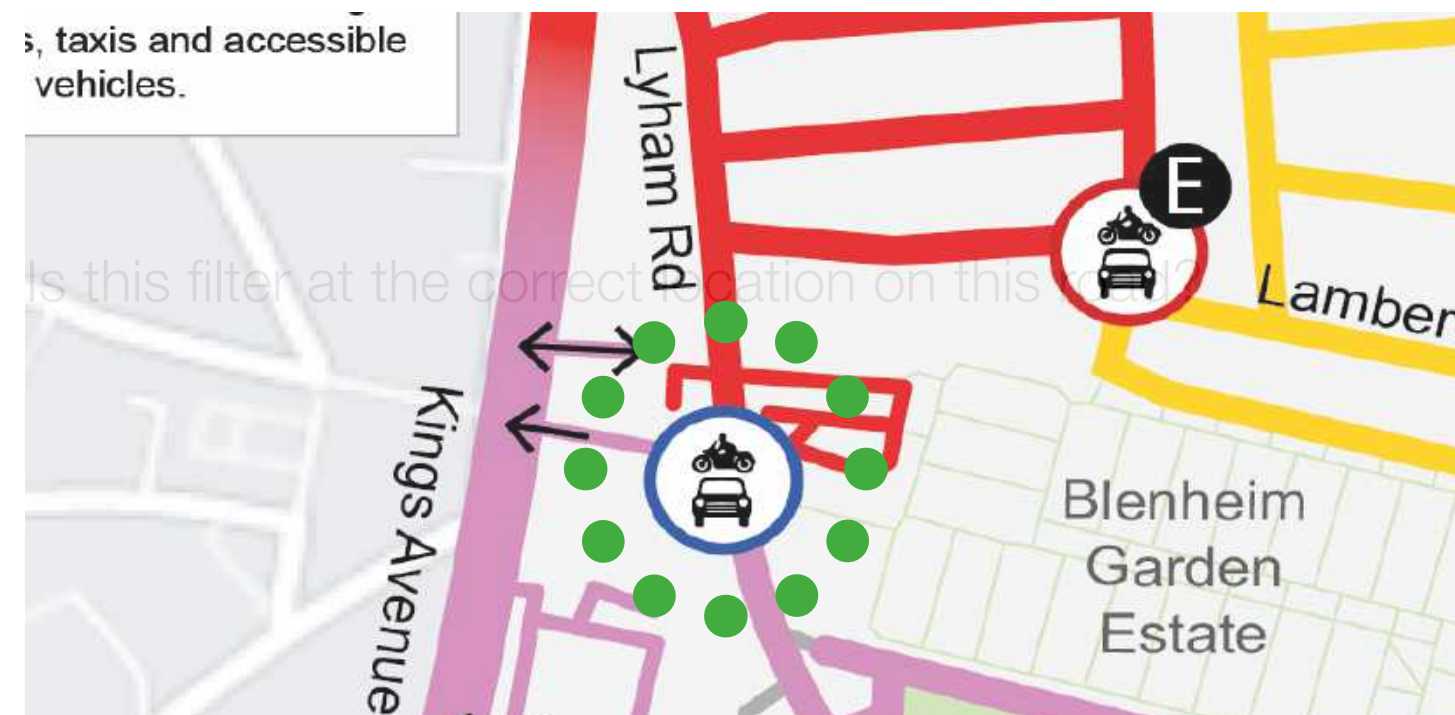 s, taxis and accessible
vehicles.
Lyham Rd
E
Is this filter at the correct location on this road?
Lamber
Kings Avenue
Blenheim
Garden
Estate